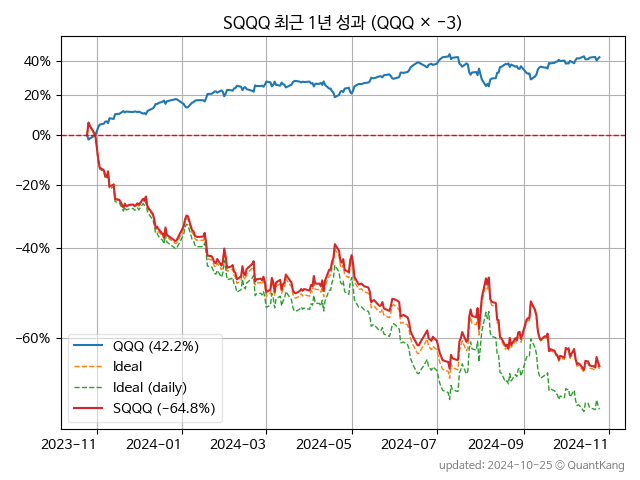 SQQQ 최근 1년 성과 (QQQ × −3)
40%
20%
0%
−20%
−40%
−60%
QQQ (42.2%)
Ideal
Ideal (daily)
SQQQ (−64.8%)
2023-11
2024-01
2024-03
2024-05
2024-07
2024-09
2024-11
updated: 2024-10-25 © QuantKang